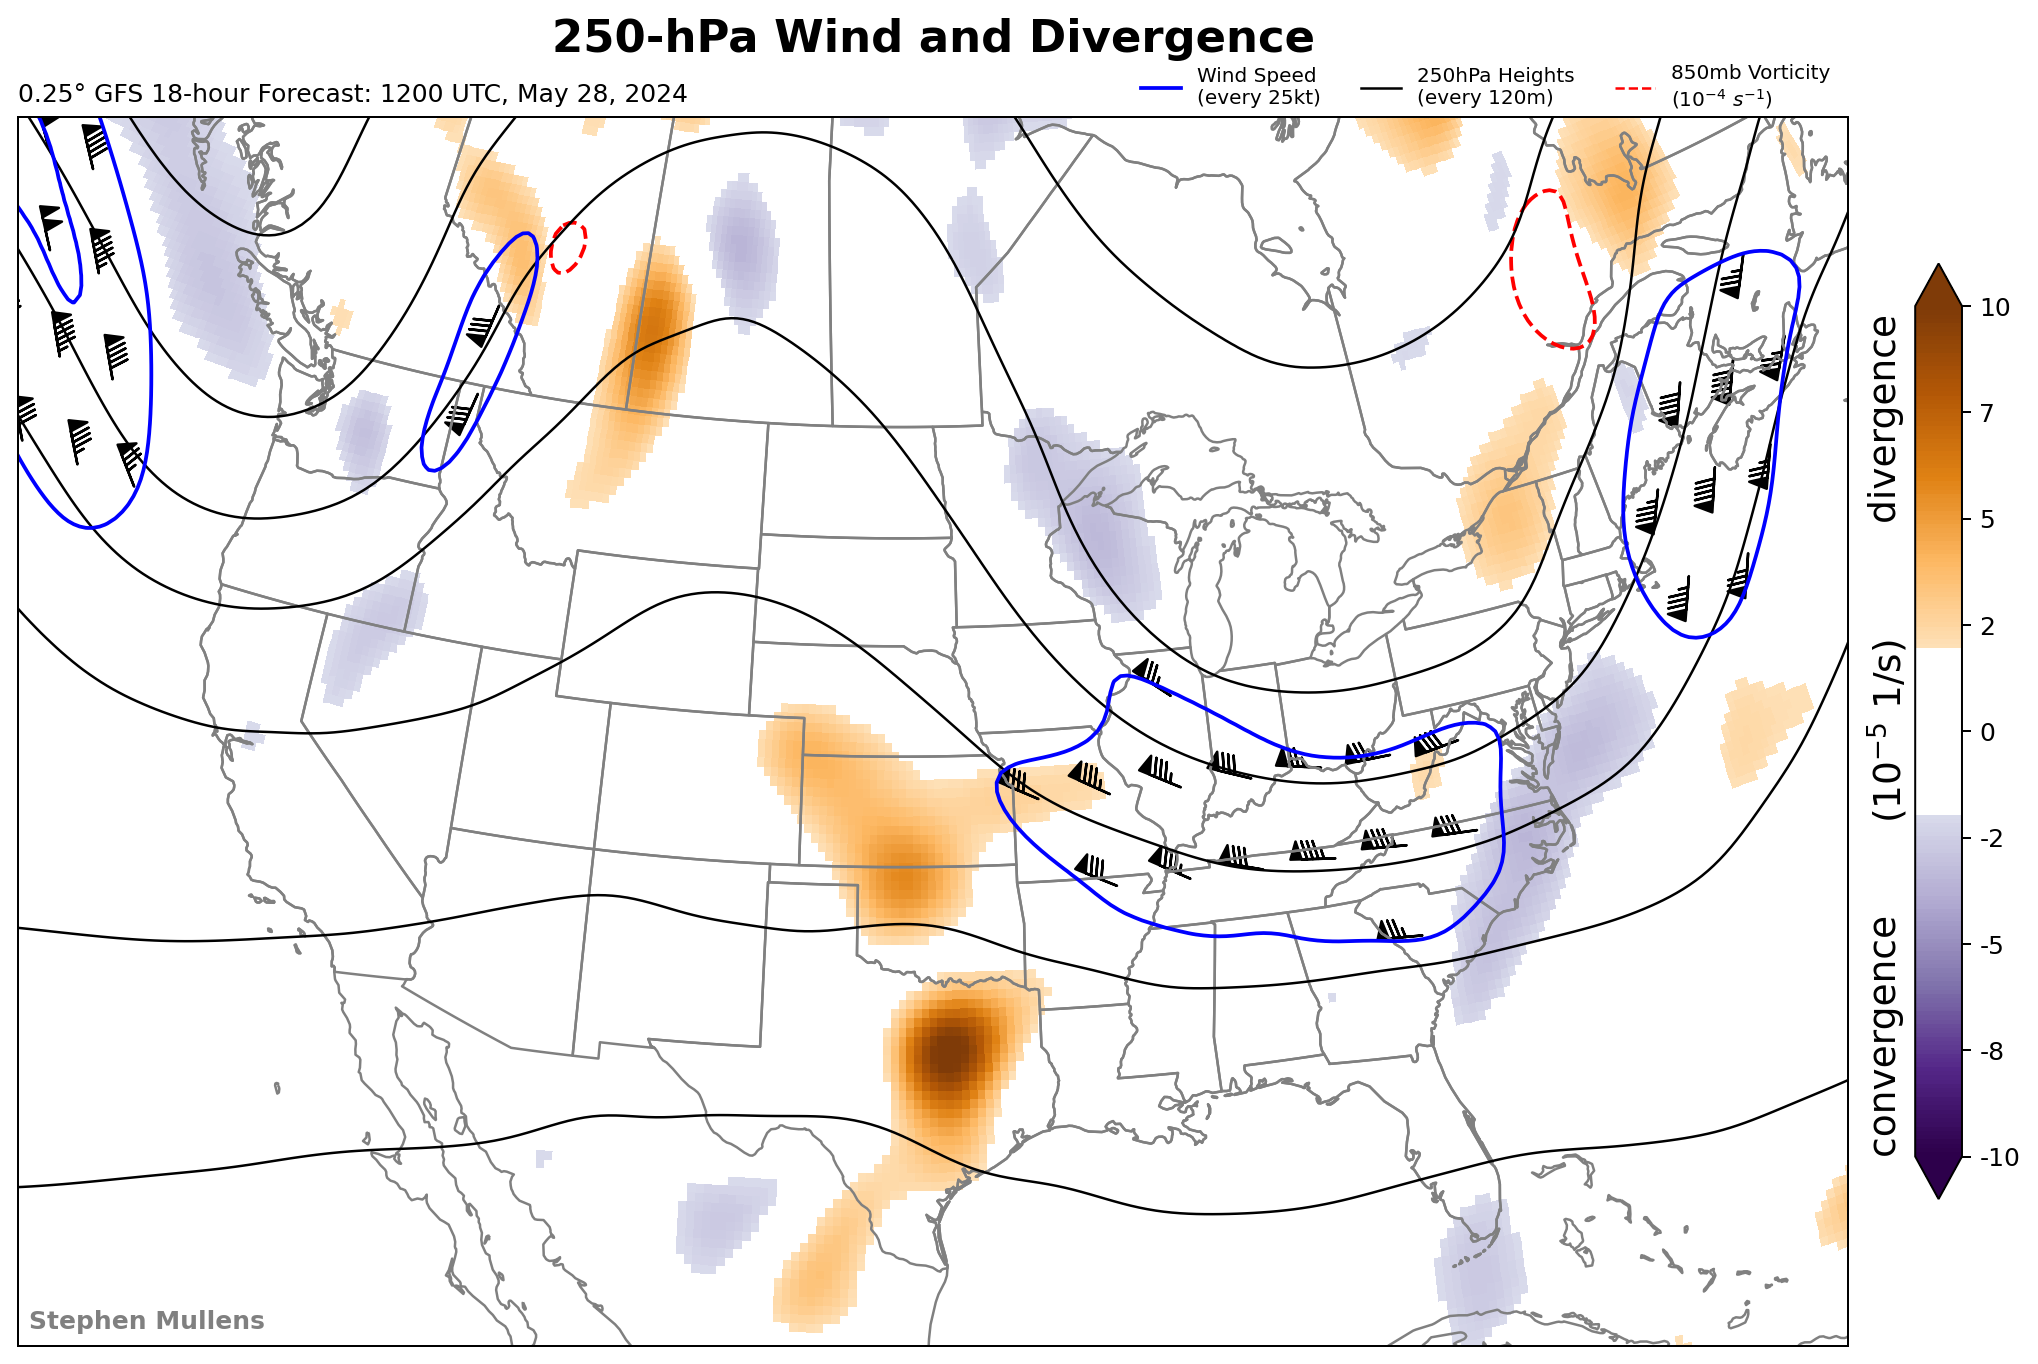 250-hPa Wind and Divergence
0.25° GFS 18-hour Forecast: 1200 UTC, May 28, 2024
Wind Speed
(every 25kt)
250hPa Heights
(every 120m)
850mb Vorticity
(10⁻⁴ s⁻¹)
divergence
(10⁻⁵ 1/s)
convergence
10
7
5
2
0
-2
-5
-8
-10
Stephen Mullens